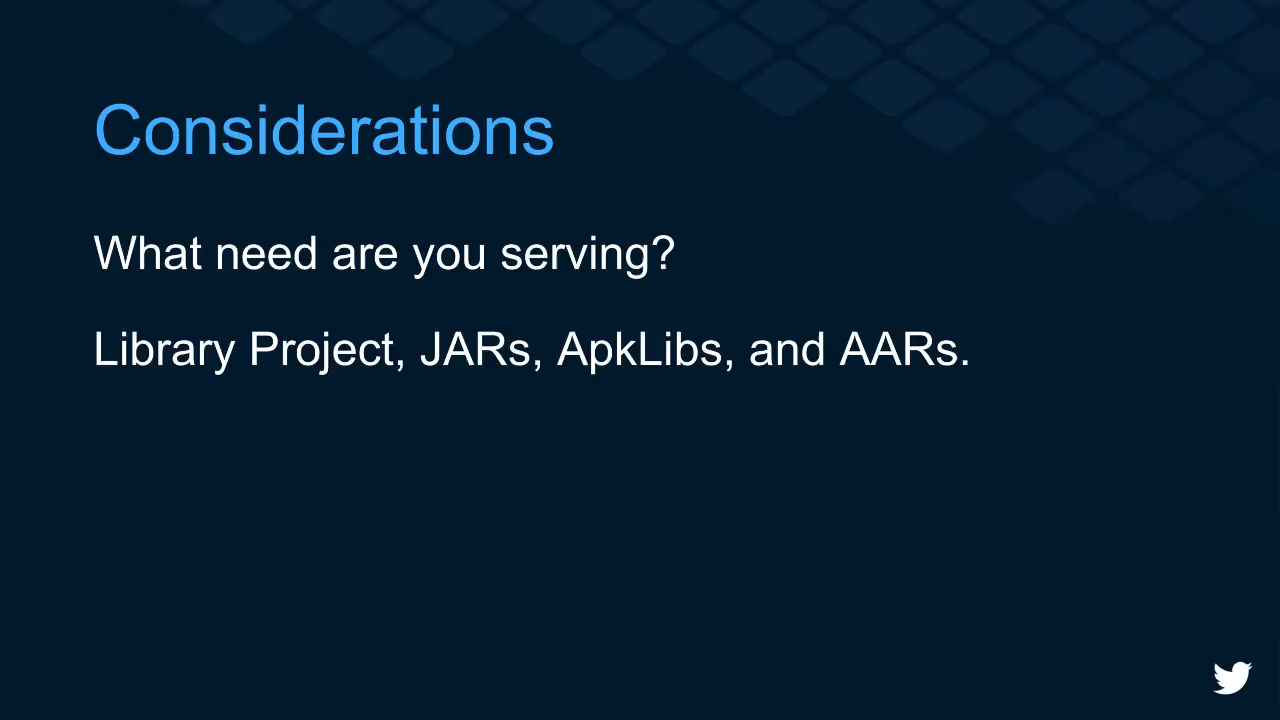 Considerations
What need are you serving?
Library Project, JARs, ApkLibs, and AARs.